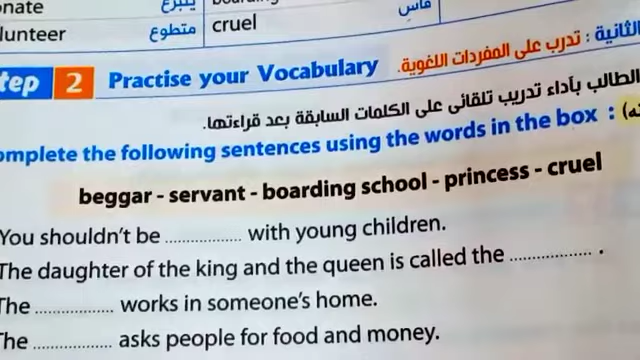 nate
lunteer متطوع cruel قاسٍ
tep 2 Practise your Vocabulary الثانية : تدرب على المفردات اللغوية.
الطالب بأداء تدريب تلقائى على الكلمات السابقة بعد قراءتها.
omplete the following sentences using the words in the box :
beggar - servant - boarding school - princess - cruel
You shouldn't be ................... with young children.
The daughter of the king and the queen is called the ................... .
The ................... works in someone's home.
he ................... asks people for food and money.